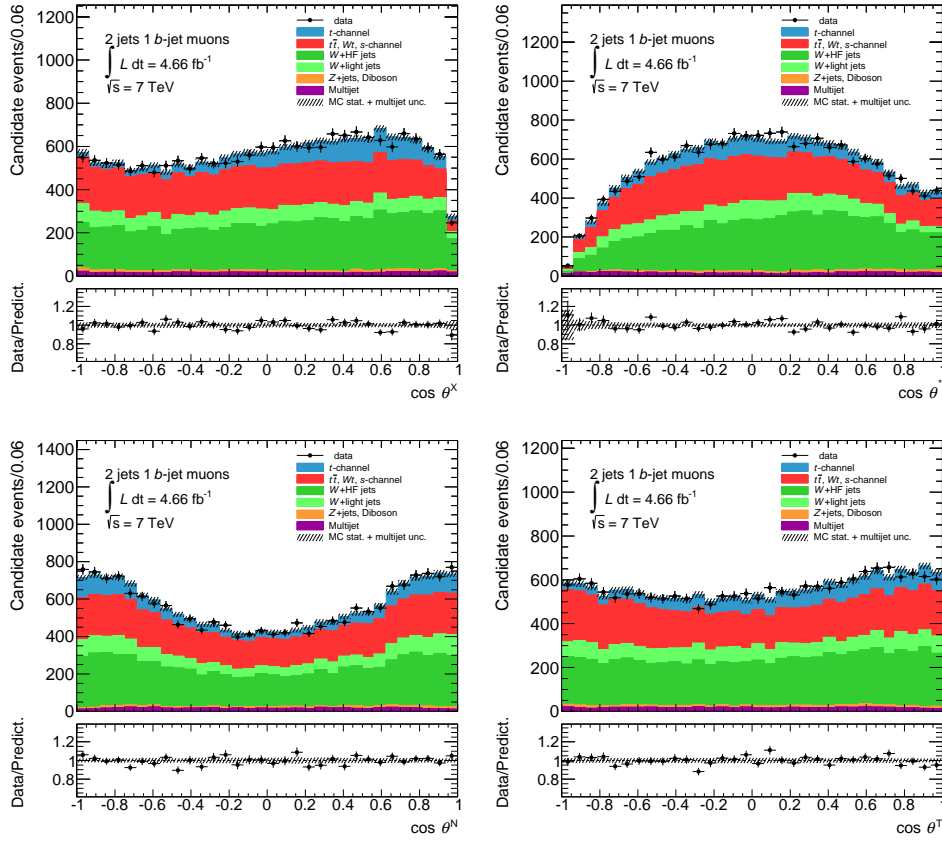 Candidate events/0.06
1200
1000
800
600
400
200
0
2 jets 1 b-jet muons
∫ L dt = 4.66 fb-1
√s = 7 TeV
data
t-channel
tt̄, Wt, s-channel
W+HF jets
W+light jets
Z+jets, Diboson
Multijet
MC stat. + multijet unc.
Data/Predict.
1.2
1
0.8
-1 -0.8 -0.6 -0.4 -0.2 0 0.2 0.4 0.6 0.8 1
cos θX
Candidate events/0.06
1200
1000
800
600
400
200
0
2 jets 1 b-jet muons
∫ L dt = 4.66 fb-1
√s = 7 TeV
data
t-channel
tt̄, Wt, s-channel
W+HF jets
W+light jets
Z+jets, Diboson
Multijet
MC stat. + multijet unc.
Data/Predict.
1.2
1
0.8
-1 -0.8 -0.6 -0.4 -0.2 0 0.2 0.4 0.6 0.8 1
cos θ*
Candidate events/0.06
1400
1200
1000
800
600
400
200
0
2 jets 1 b-jet muons
∫ L dt = 4.66 fb-1
√s = 7 TeV
data
t-channel
tt̄, Wt, s-channel
W+HF jets
W+light jets
Z+jets, Diboson
Multijet
MC stat. + multijet unc.
Data/Predict.
1.2
1
0.8
-1 -0.8 -0.6 -0.4 -0.2 0 0.2 0.4 0.6 0.8 1
cos θN
Candidate events/0.06
1200
1000
800
600
400
200
0
2 jets 1 b-jet muons
∫ L dt = 4.66 fb-1
√s = 7 TeV
data
t-channel
tt̄, Wt, s-channel
W+HF jets
W+light jets
Z+jets, Diboson
Multijet
MC stat. + multijet unc.
Data/Predict.
1.2
1
0.8
-1 -0.8 -0.6 -0.4 -0.2 0 0.2 0.4 0.6 0.8 1
cos θT